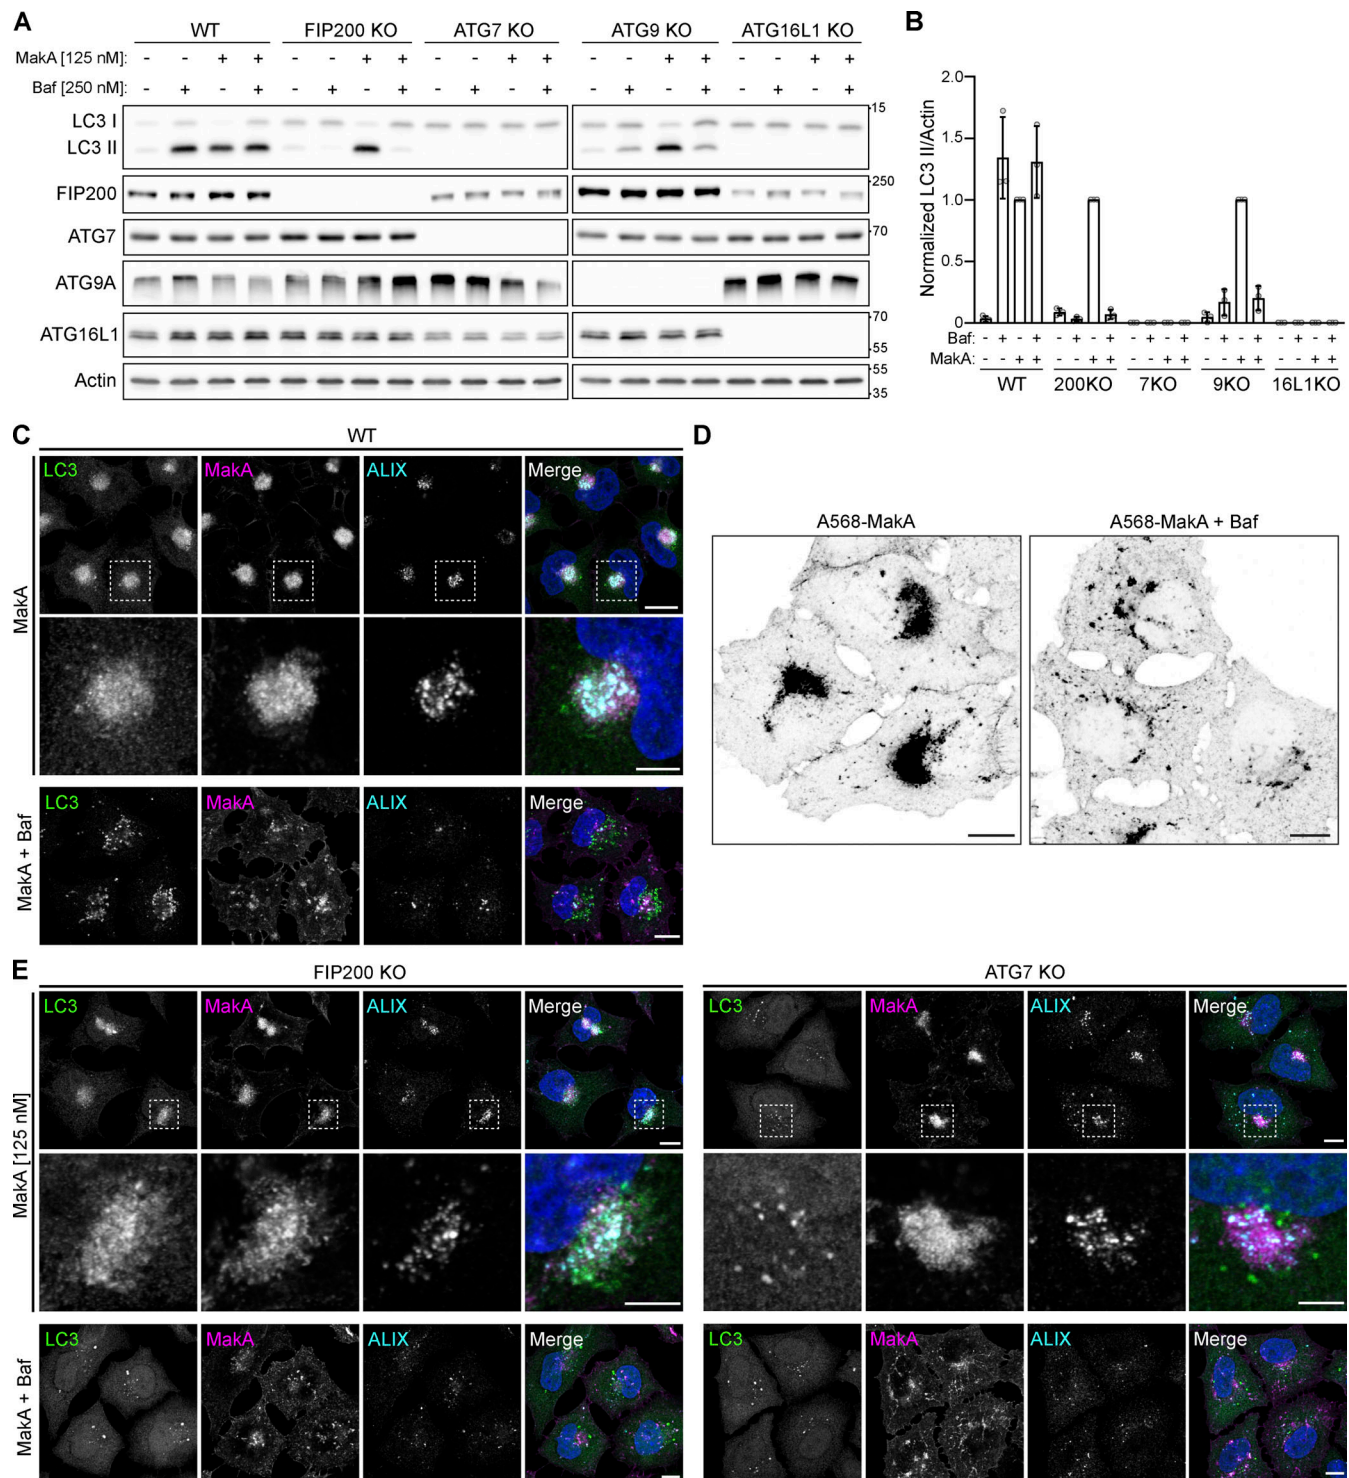 A
WT
FIP200 KO
ATG7 KO
ATG9 KO
ATG16L1 KO
MakA [125 nM]: - - + + - - + + - - + + - - + + - - + +
Baf [250 nM]: - + - + - + - + - + - + - + - + - + - +
LC3 I
LC3 II
15
FIP200
250
ATG7
70
ATG9A
ATG16L1
70
55
Actin
55
35
B
Normalized LC3 II/Actin
2.0
1.5
1.0
0.5
0
Baf: - + - + - + - + - + - + - + - + - + - +
MakA: - - + + - - + + - - + + - - + + - - + +
WT
200KO
7KO
9KO
16L1KO
C
WT
MakA
LC3
MakA
ALIX
Merge
MakA + Baf
LC3
MakA
ALIX
Merge
D
A568-MakA
A568-MakA + Baf
E
FIP200 KO
ATG7 KO
MakA [125 nM]
LC3
MakA
ALIX
Merge
LC3
MakA
ALIX
Merge
MakA + Baf
LC3
MakA
ALIX
Merge
LC3
MakA
ALIX
Merge